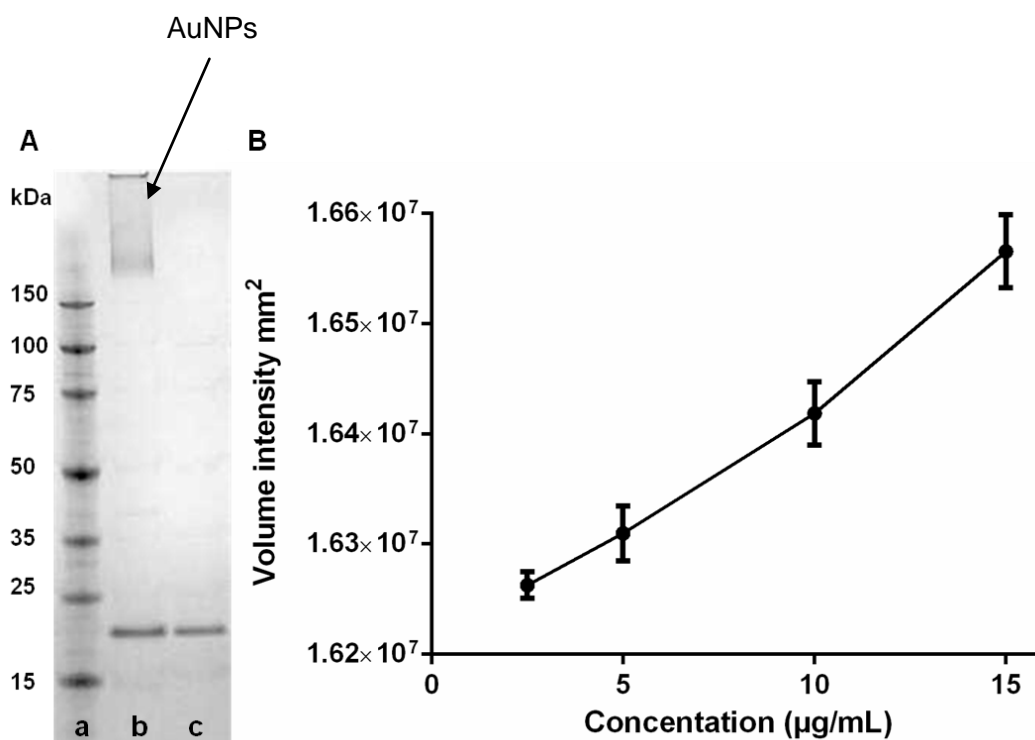 AuNPs
A
B
kDa
150
100
75
50
35
25
15
a b c
Volume intensity mm²
1.66×10⁷
1.65×10⁷
1.64×10⁷
1.63×10⁷
1.62×10⁷
0 5 10 15
Concentation (µg/mL)